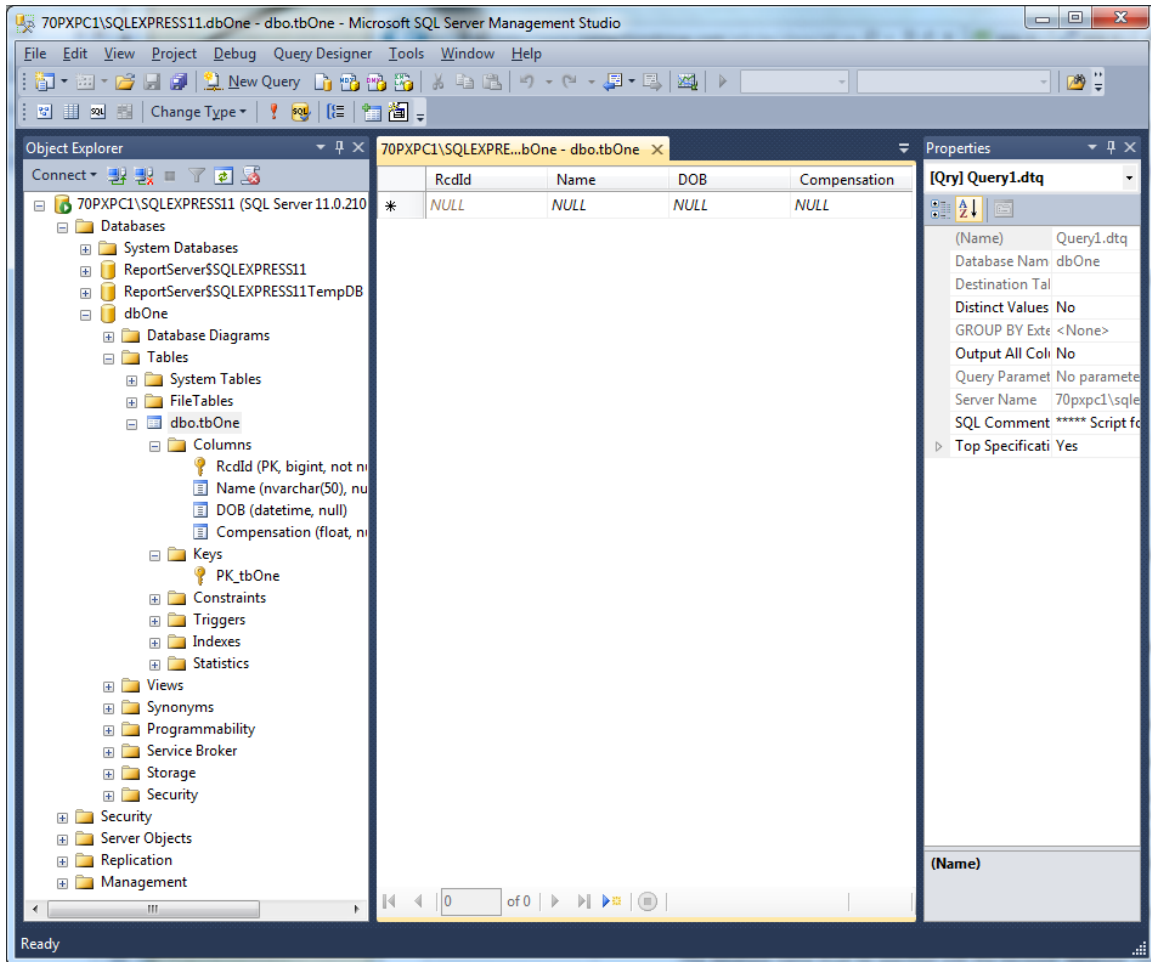 70PXPC1\SQLEXPRESS11.dbOne - dbo.tbOne - Microsoft SQL Server Management Studio
File Edit View Project Debug Query Designer Tools Window Help
New Query
Change Type
Object Explorer
Connect
70PXPC1\SQLEXPRESS11 (SQL Server 11.0.210
Databases
System Databases
ReportServer$SQLEXPRESS11
ReportServer$SQLEXPRESS11TempDB
dbOne
Database Diagrams
Tables
System Tables
FileTables
dbo.tbOne
Columns
RcdId (PK, bigint, not nu
Name (nvarchar(50), nu
DOB (datetime, null)
Compensation (float, nu
Keys
PK_tbOne
Constraints
Triggers
Indexes
Statistics
Views
Synonyms
Programmability
Service Broker
Storage
Security
Security
Server Objects
Replication
Management
70PXPC1\SQLEXPRE...bOne - dbo.tbOne
RcdId Name DOB Compensation
NULL NULL NULL NULL
0 of 0
Properties
[Qry] Query1.dtq
(Name) Query1.dtq
Database Nam dbOne
Destination Tal
Distinct Values No
GROUP BY Exte <None>
Output All Colu No
Query Paramet No paramete
Server Name 70pxpc1\sqle
SQL Comment ***** Script fo
Top Specificati Yes
(Name)
Ready